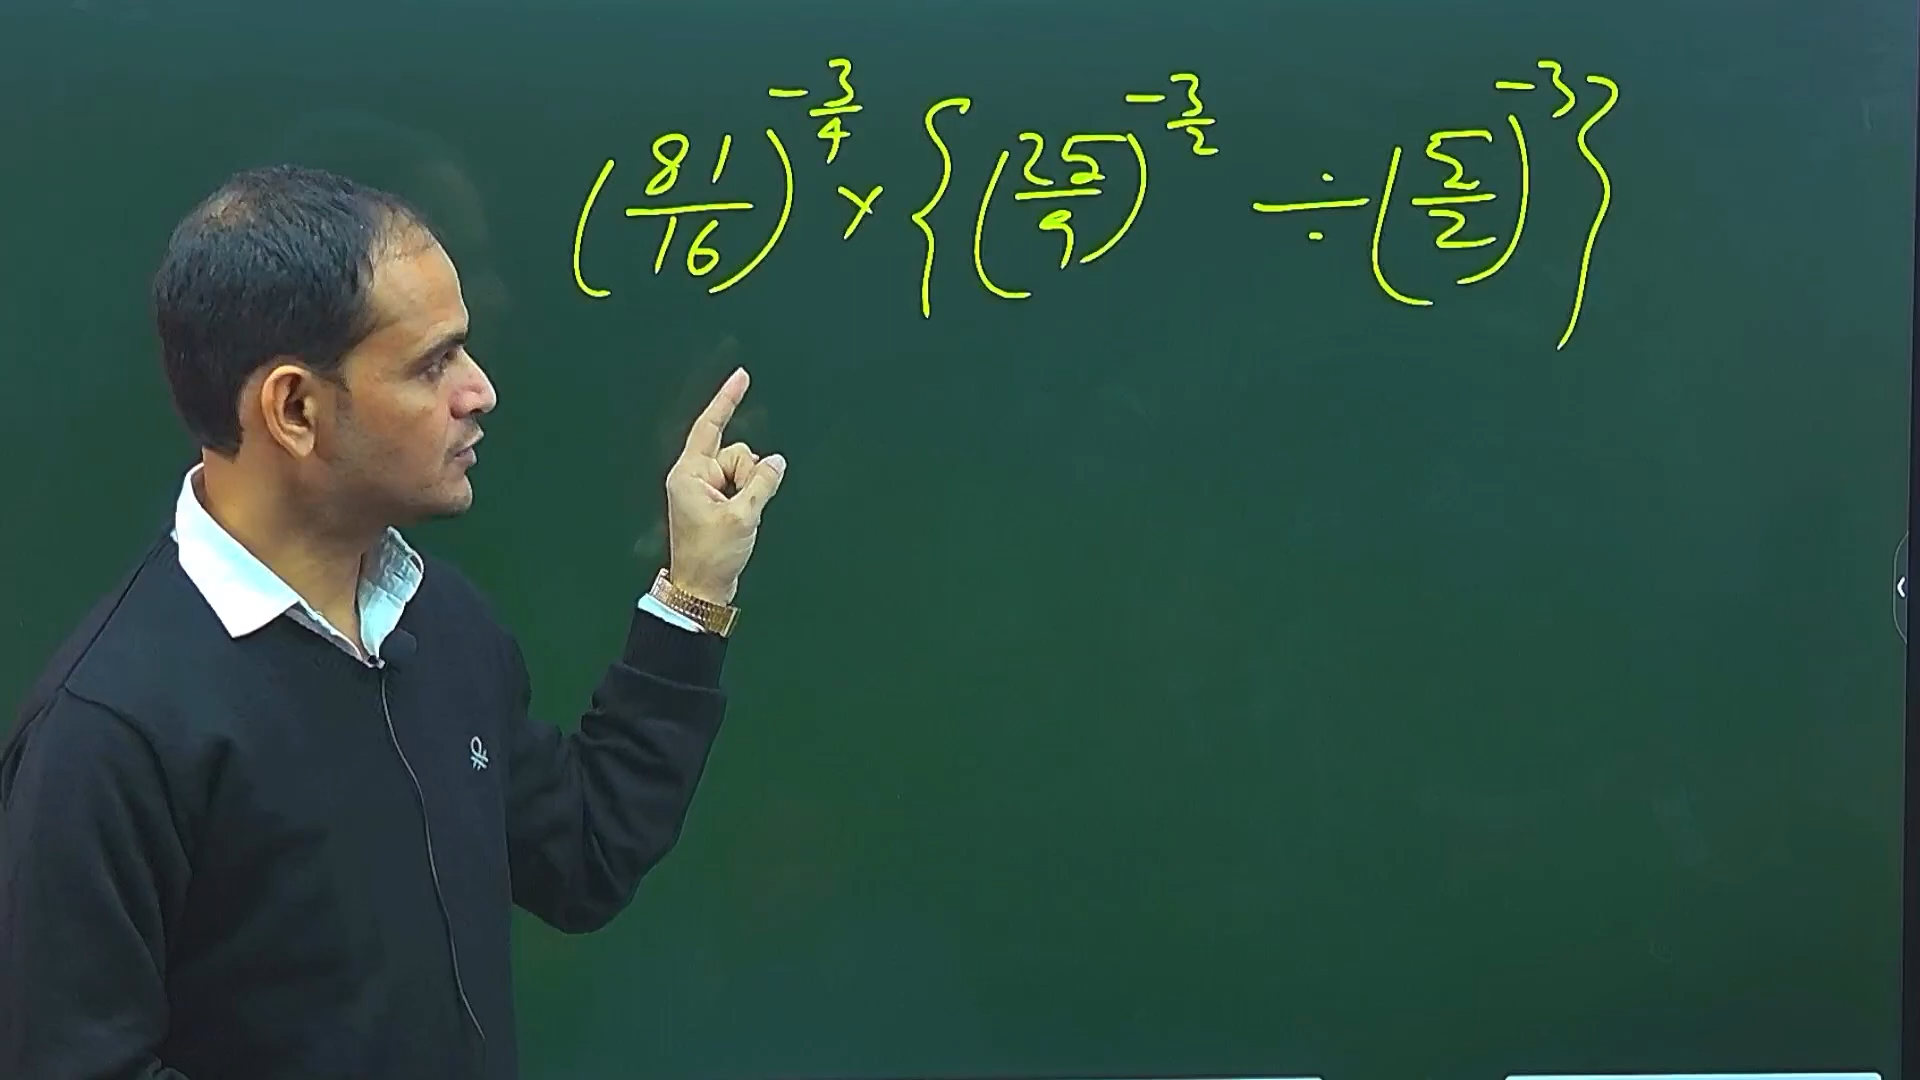 (81/16)^(-3/4) × {(25/9)^(-3/2) ÷ (5/2)^(-3)}